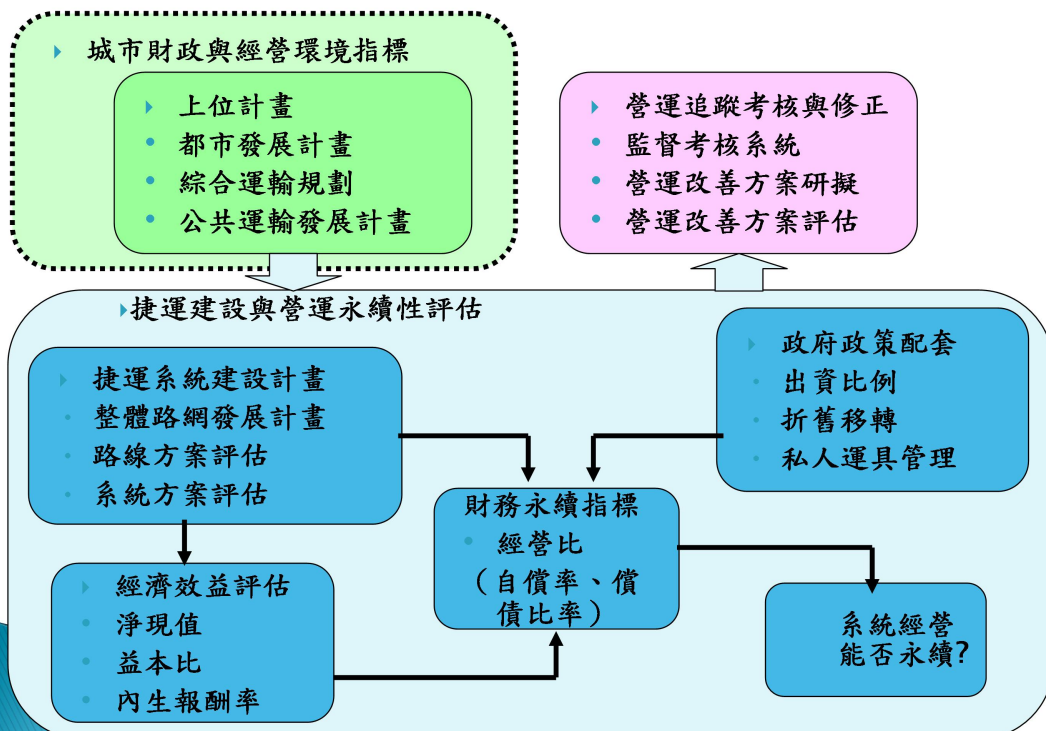 城市財政與經營環境指標
上位計畫
都市發展計畫
綜合運輸規劃
公共運輸發展計畫
營運追蹤考核與修正
監督考核系統
營運改善方案研擬
營運改善方案評估
捷運建設與營運永續性評估
捷運系統建設計畫
整體路網發展計畫
路線方案評估
系統方案評估
政府政策配套
出資比例
折舊移轉
私人運具管理
財務永續指標
經營比
（自償率、償
債比率）
經濟效益評估
淨現值
益本比
內生報酬率
系統經營
能否永續?